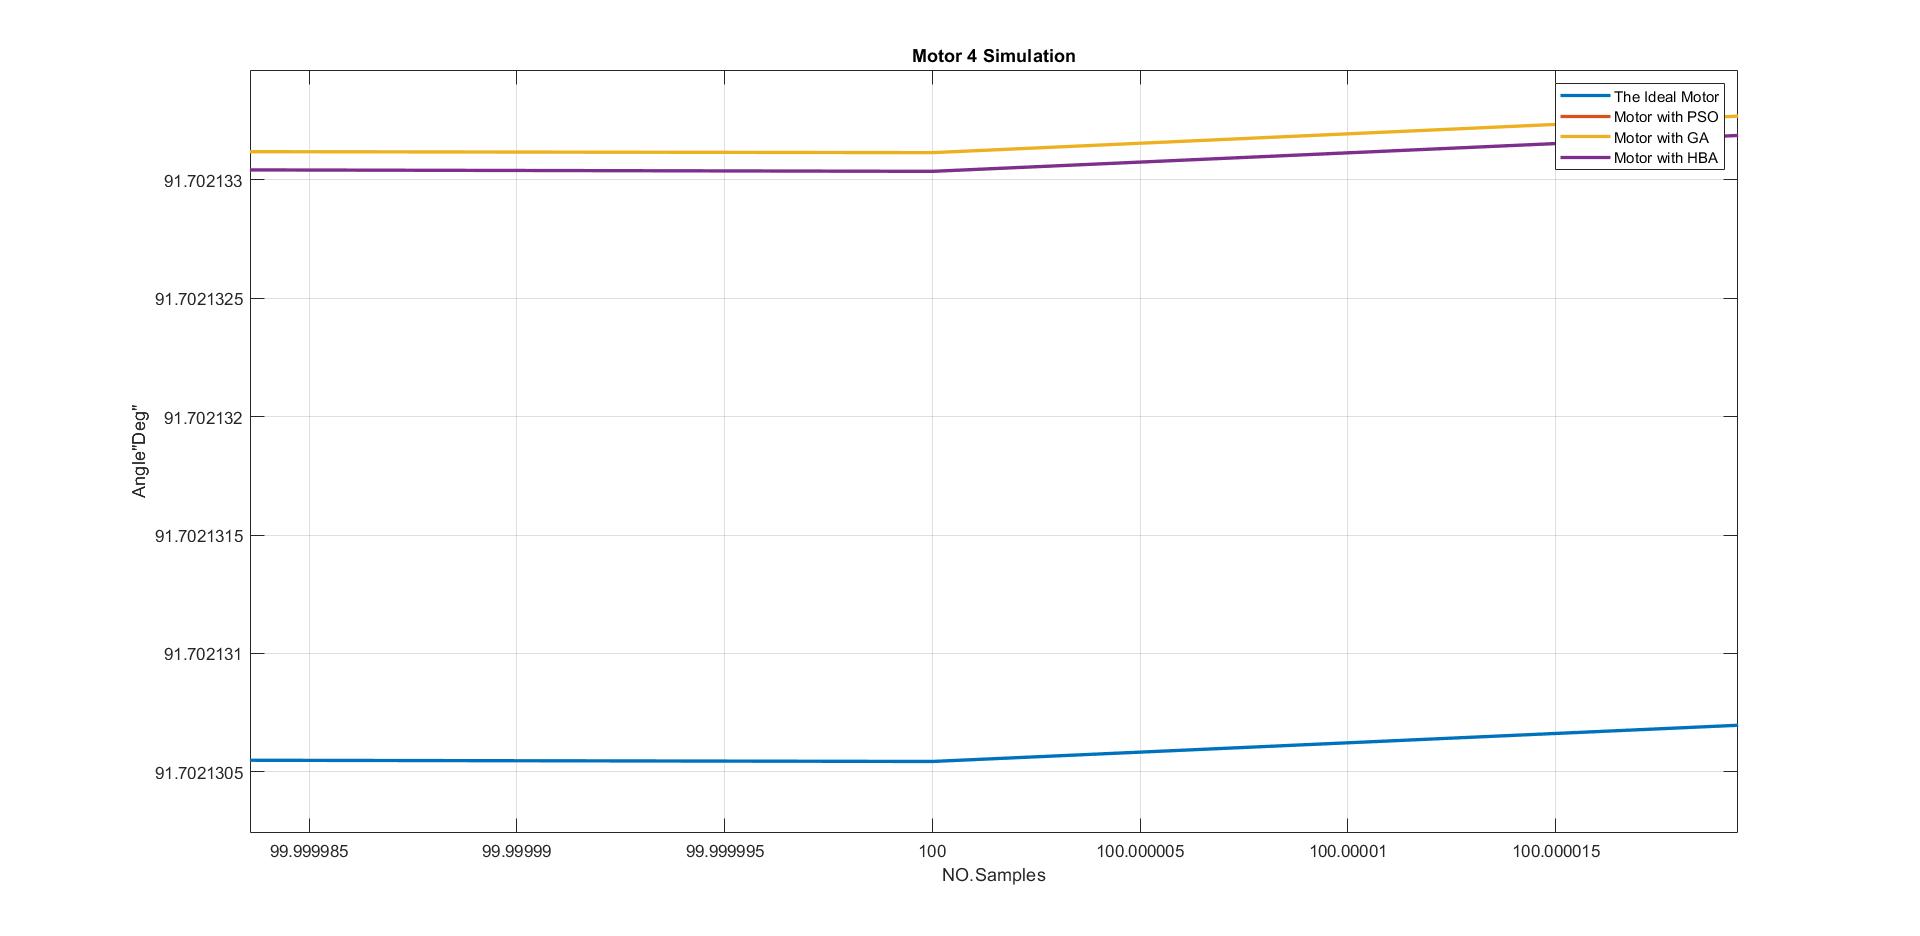 Motor 4 Simulation
The Ideal Motor
Motor with PSO
Motor with GA
Motor with HBA
91.702133
91.7021325
91.702132
91.7021315
91.702131
91.7021305
Angle"Deg"
99.999985
99.99999
99.999995
100
100.000005
100.00001
100.000015
NO.Samples